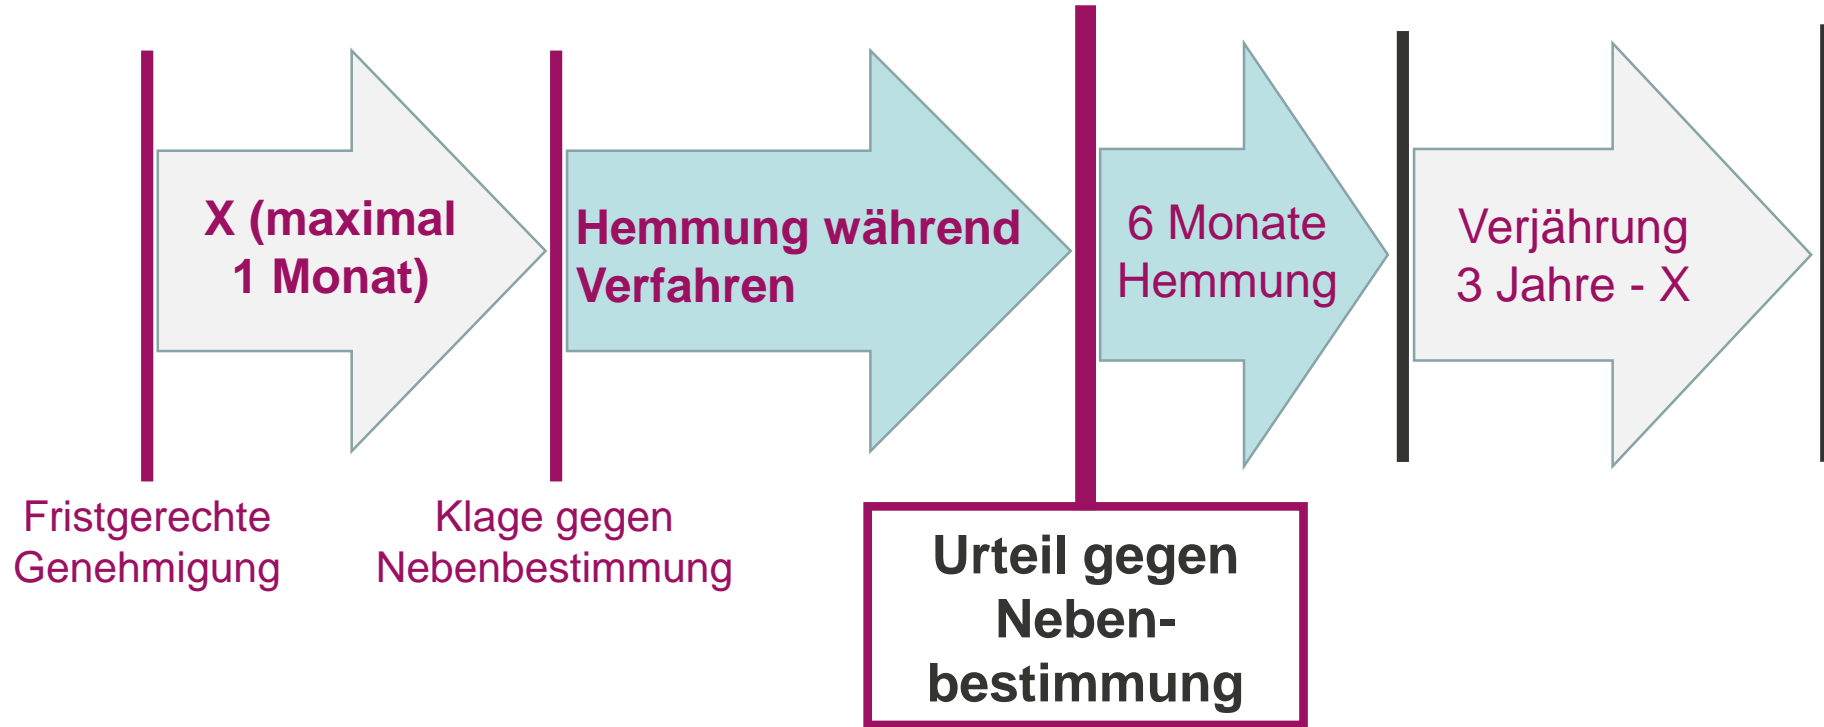 X (maximal
1 Monat)
Hemmung während
Verfahren
6 Monate
Hemmung
Verjährung
3 Jahre - X
Fristgerechte
Genehmigung
Klage gegen
Nebenbestimmung
Urteil gegen
Neben-
bestimmung